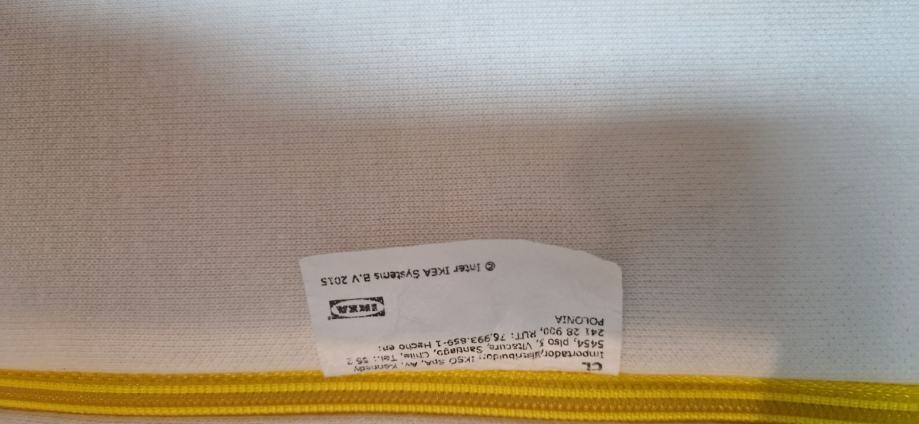 CL
Importador/distribuidor: IKSO SpA, Av. Kennedy
5454, piso 5, Vitacura, Santiago, Chile, Tel.: 56 2
241 28 900, RUT: 76.993.859-1 Hecho en:
POLONIA
IKEA
© Inter IKEA Systems B.V 2015